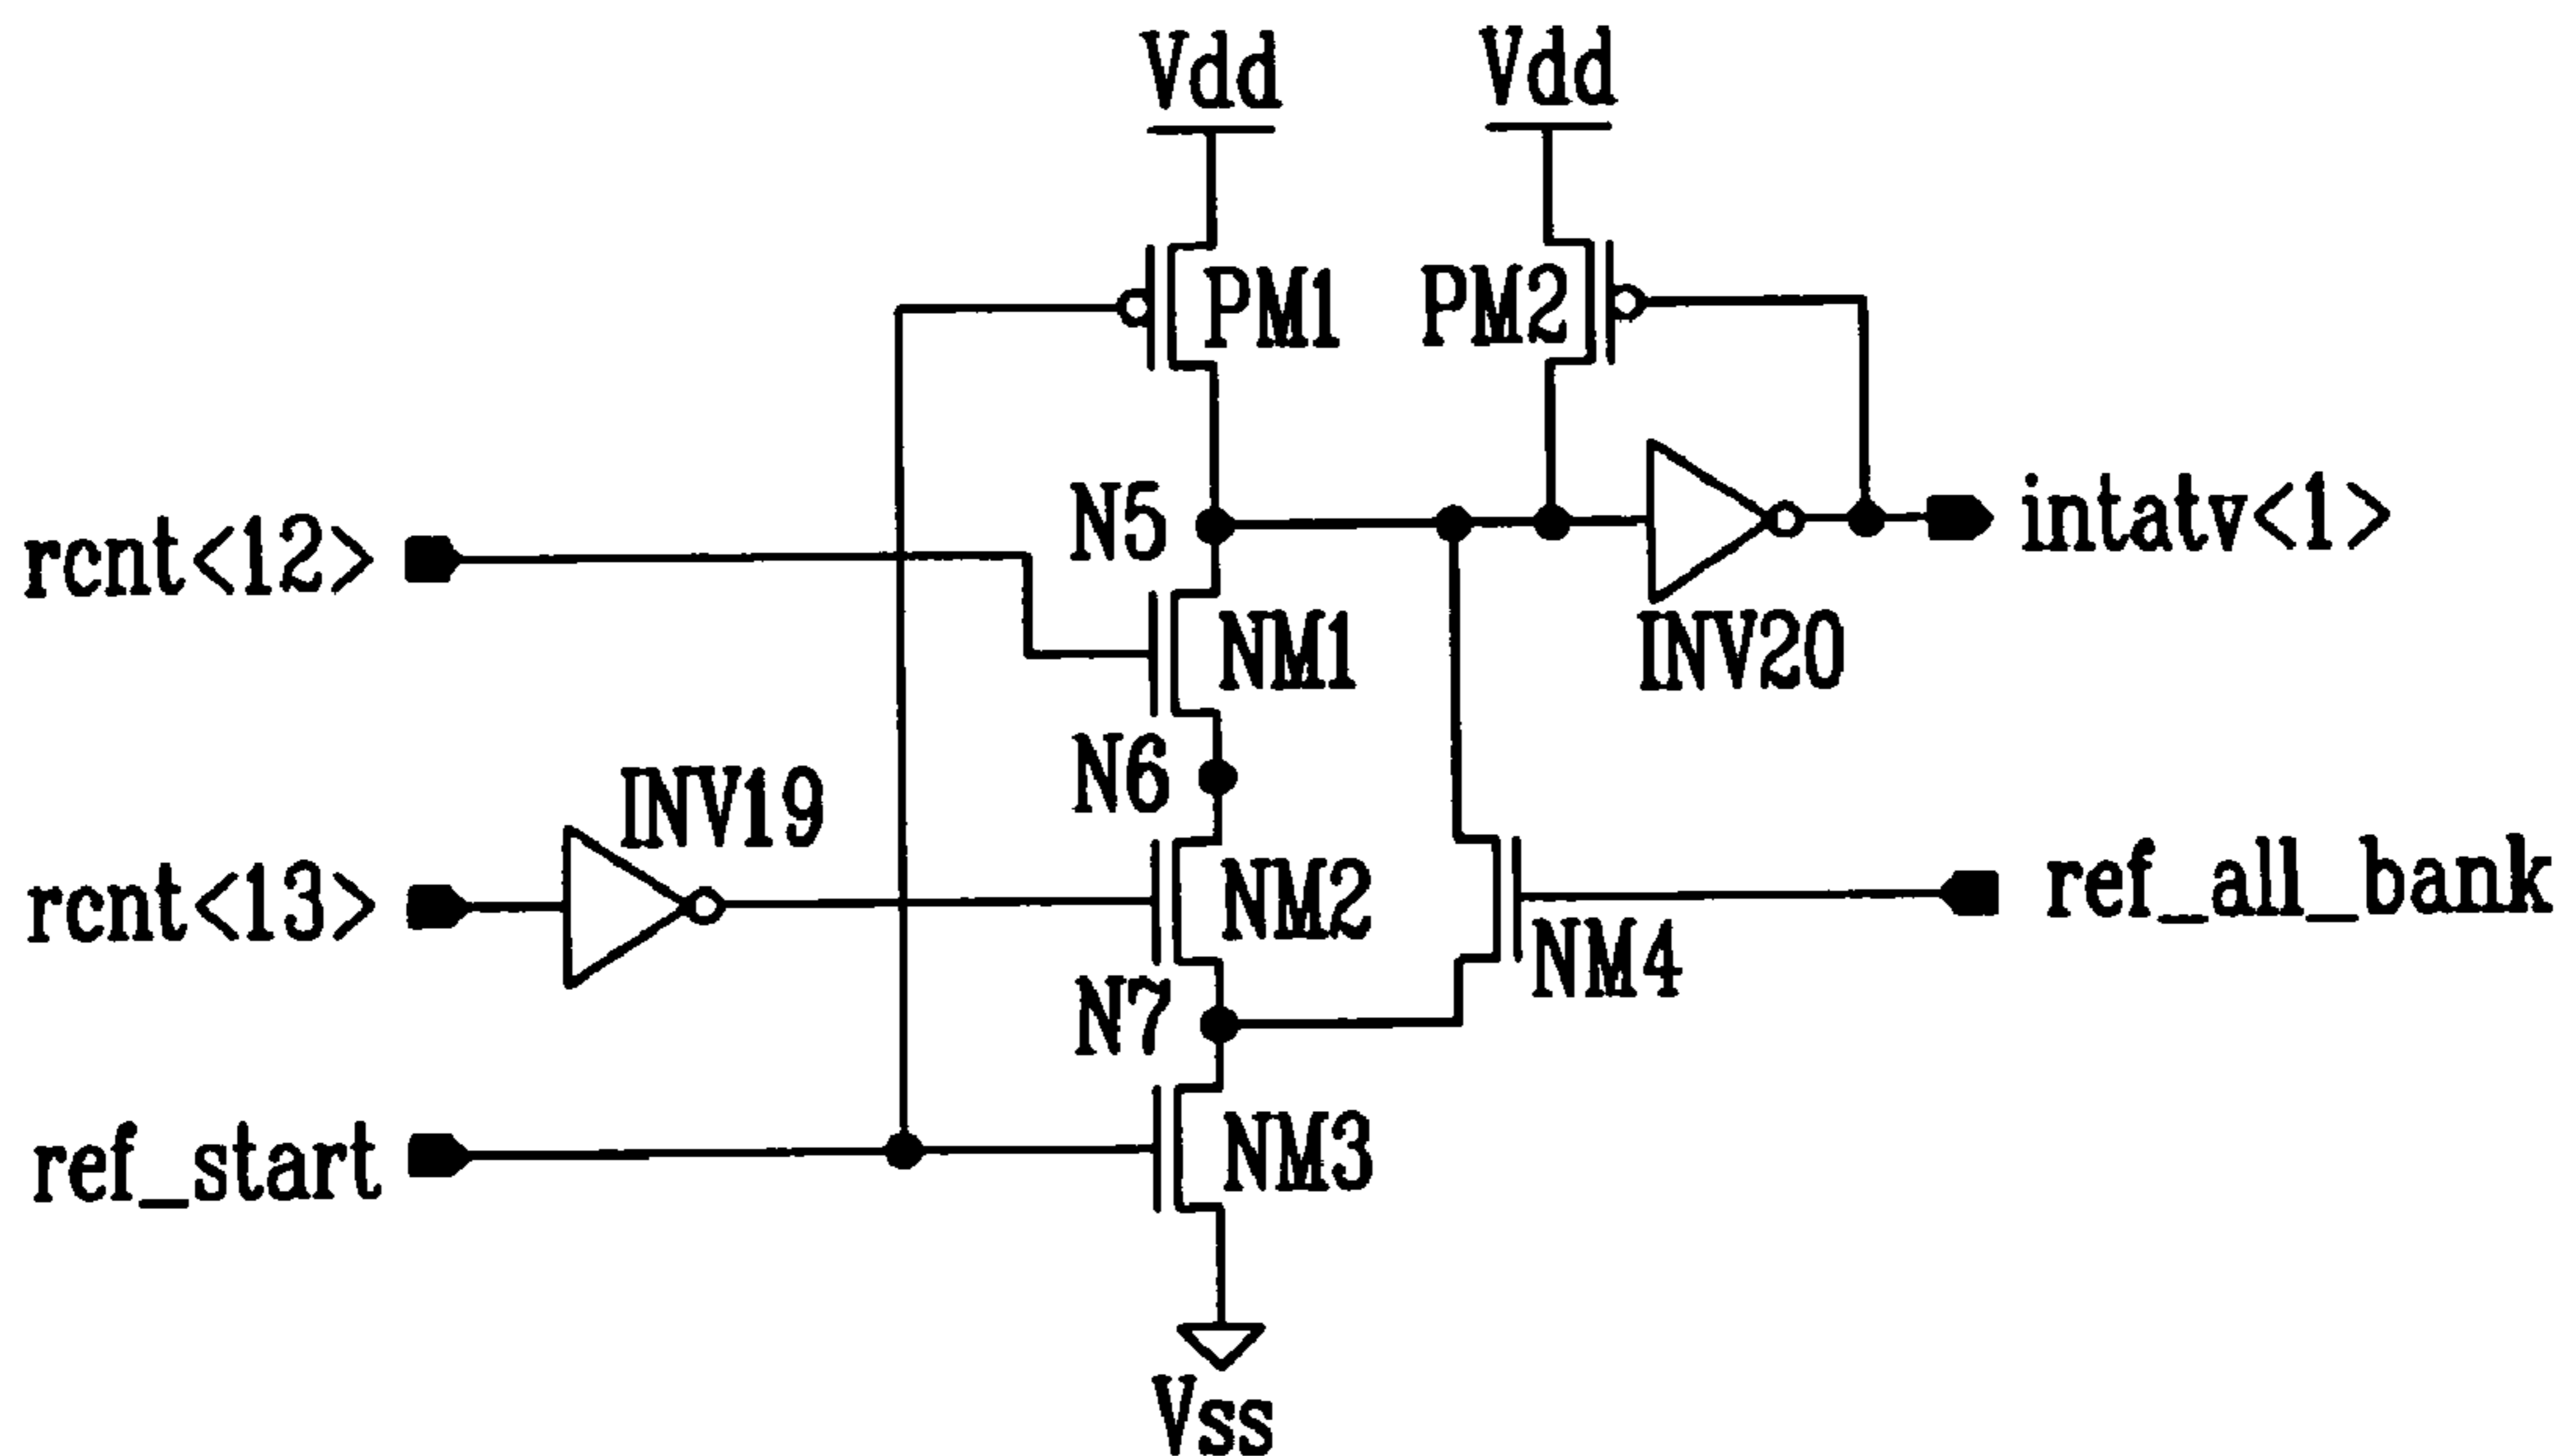 Vdd
Vdd
PM1
PM2
N5
rcnt<12>
intatv<1>
NM1
INV20
N6
INV19
rcnt<13>
NM2
ref_all_bank
NM4
N7
ref_start
NM3
Vss